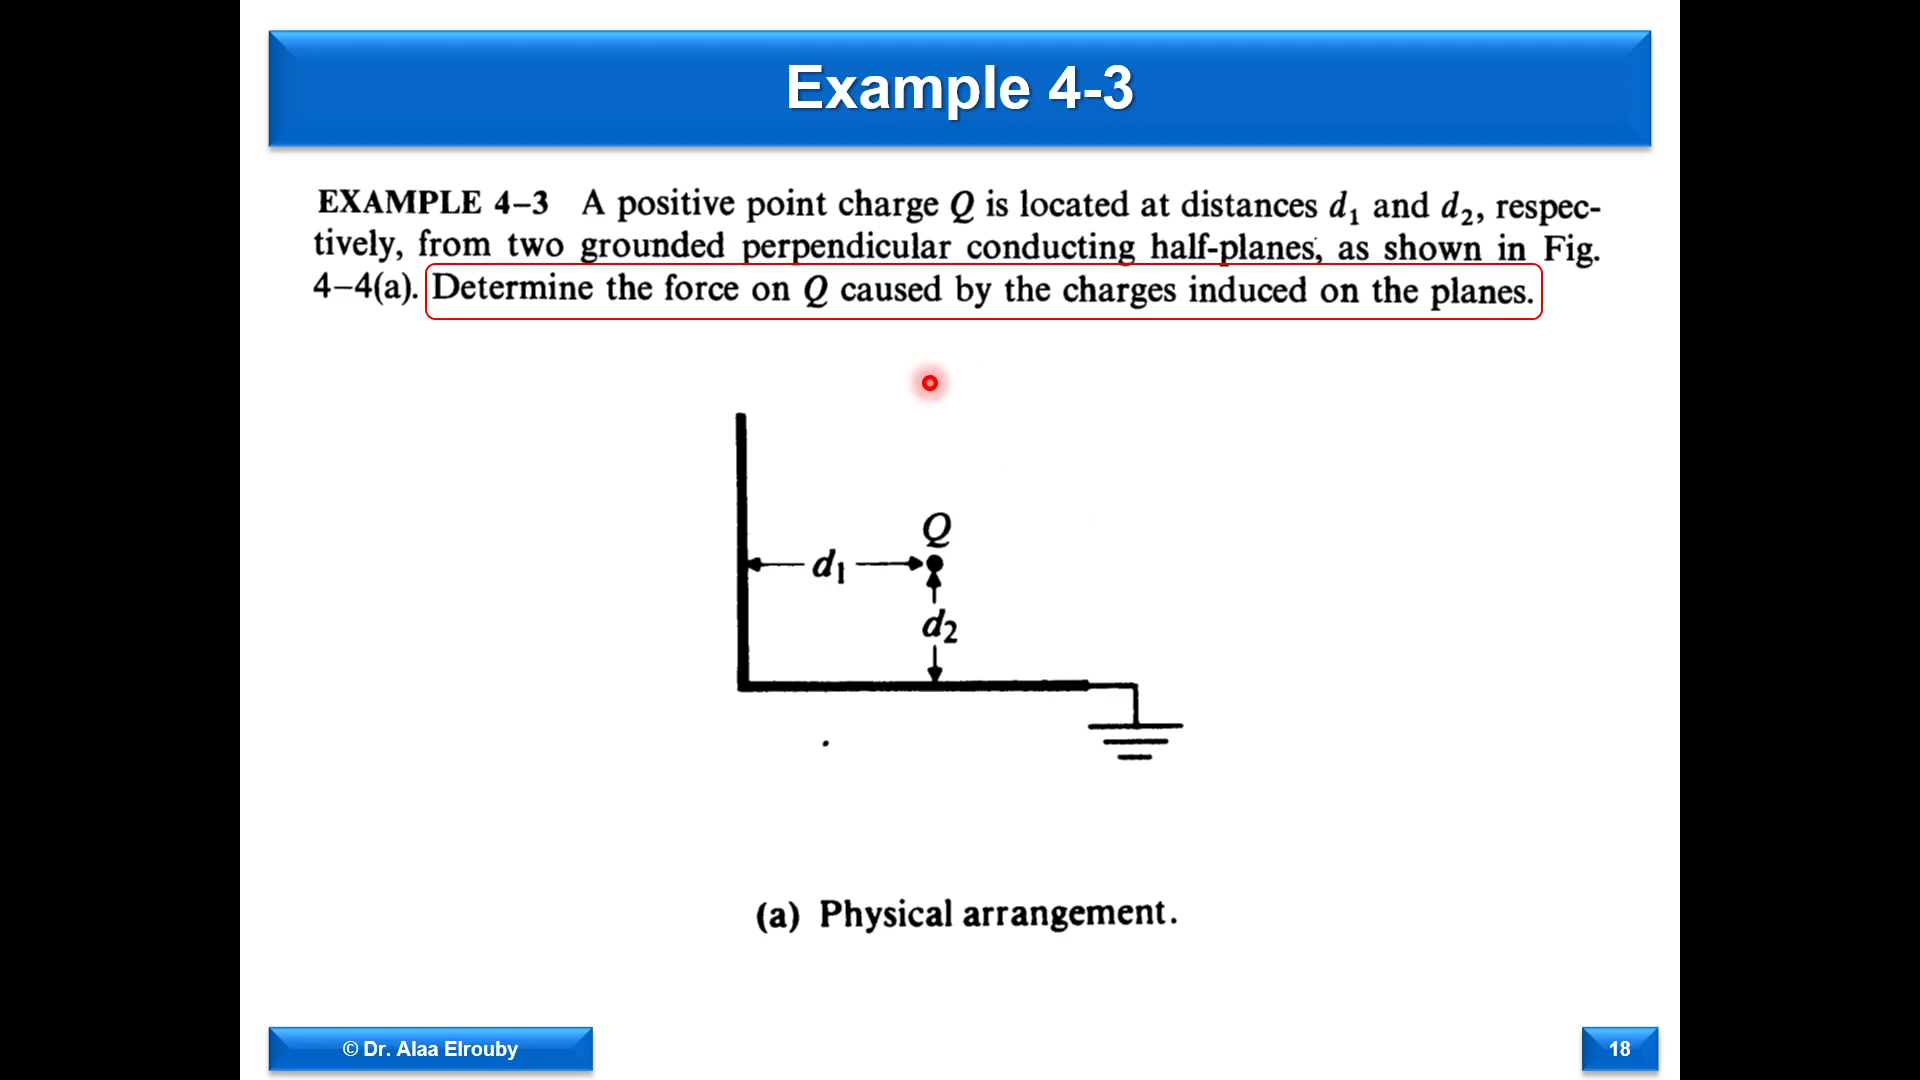 Example 4-3
EXAMPLE 4–3 A positive point charge Q is located at distances d₁ and d₂, respec-
tively, from two grounded perpendicular conducting half-planes, as shown in Fig.
4–4(a). Determine the force on Q caused by the charges induced on the planes.
Q
d₁
d₂
(a) Physical arrangement.
© Dr. Alaa Elrouby
18